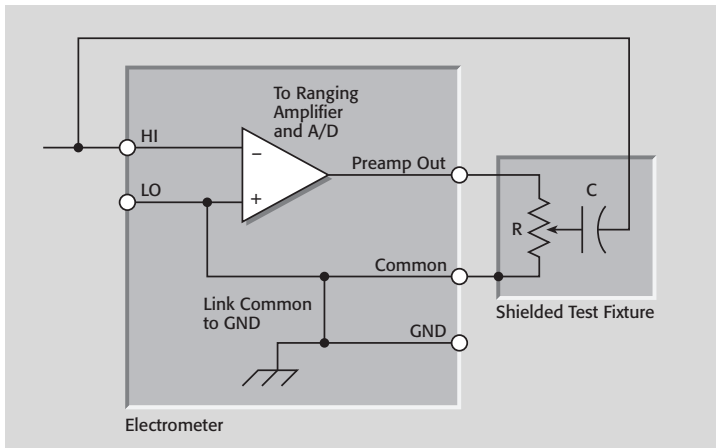 To Ranging
Amplifier
and A/D
HI
−
Preamp Out
LO
+
C
R
Common
Link Common
to GND
GND
Shielded Test Fixture
Electrometer